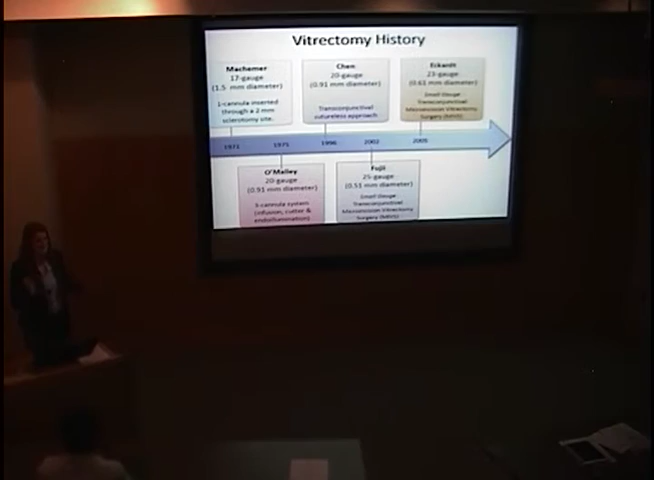 Vitrectomy History
Machemer
17-gauge
(1.5 mm diameter)
1-cannula inserted
through a 2 mm
sclerotomy site.
Chen
20-gauge
(0.91 mm diameter)
Transconjunctival
sutureless approach
Eckardt
23-gauge
(0.61 mm diameter)
Small Gauge
Transconjunctival
Microincision Vitrectomy
Surgery (MIVS)
1971
1975
1996
2002
2005
O'Malley
20-gauge
(0.91 mm diameter)
3-cannula system
(infusion, cutter &
endoillumination)
Fujii
25-gauge
(0.51 mm diameter)
Small Gauge
Transconjunctival
Microincision Vitrectomy
Surgery (MIVS)